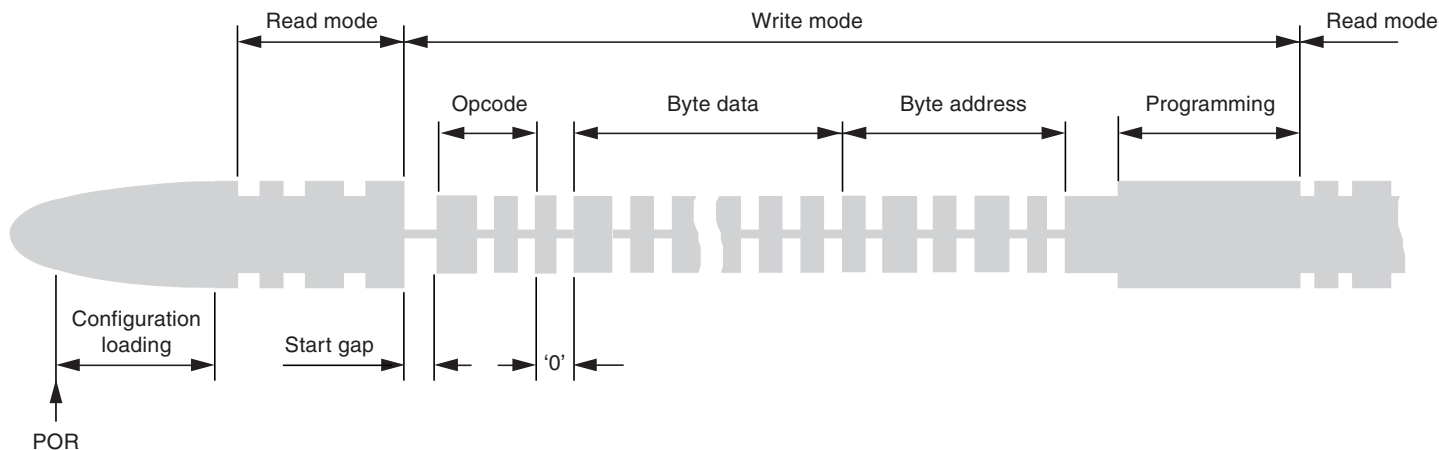 Read mode
Write mode
Read mode
Opcode
Byte data
Byte address
Programming
Configuration
loading
Start gap
‘0’
POR